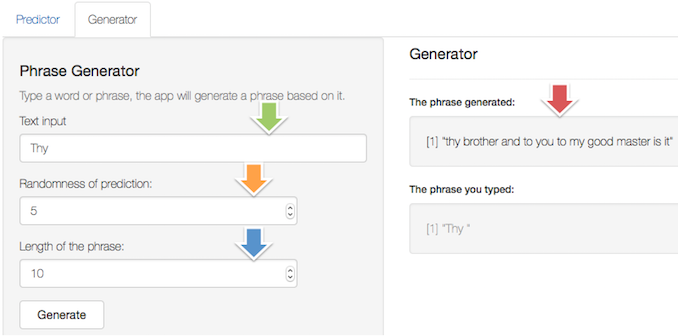 Predictor
Generator
Phrase Generator
Type a word or phrase, the app will generate a phrase based on it.
Text input
Thy
Randomness of prediction:
5
Length of the phrase:
10
Generate
Generator
The phrase generated:
[1] "thy brother and to you to my good master is it"
The phrase you typed:
[1] "Thy "